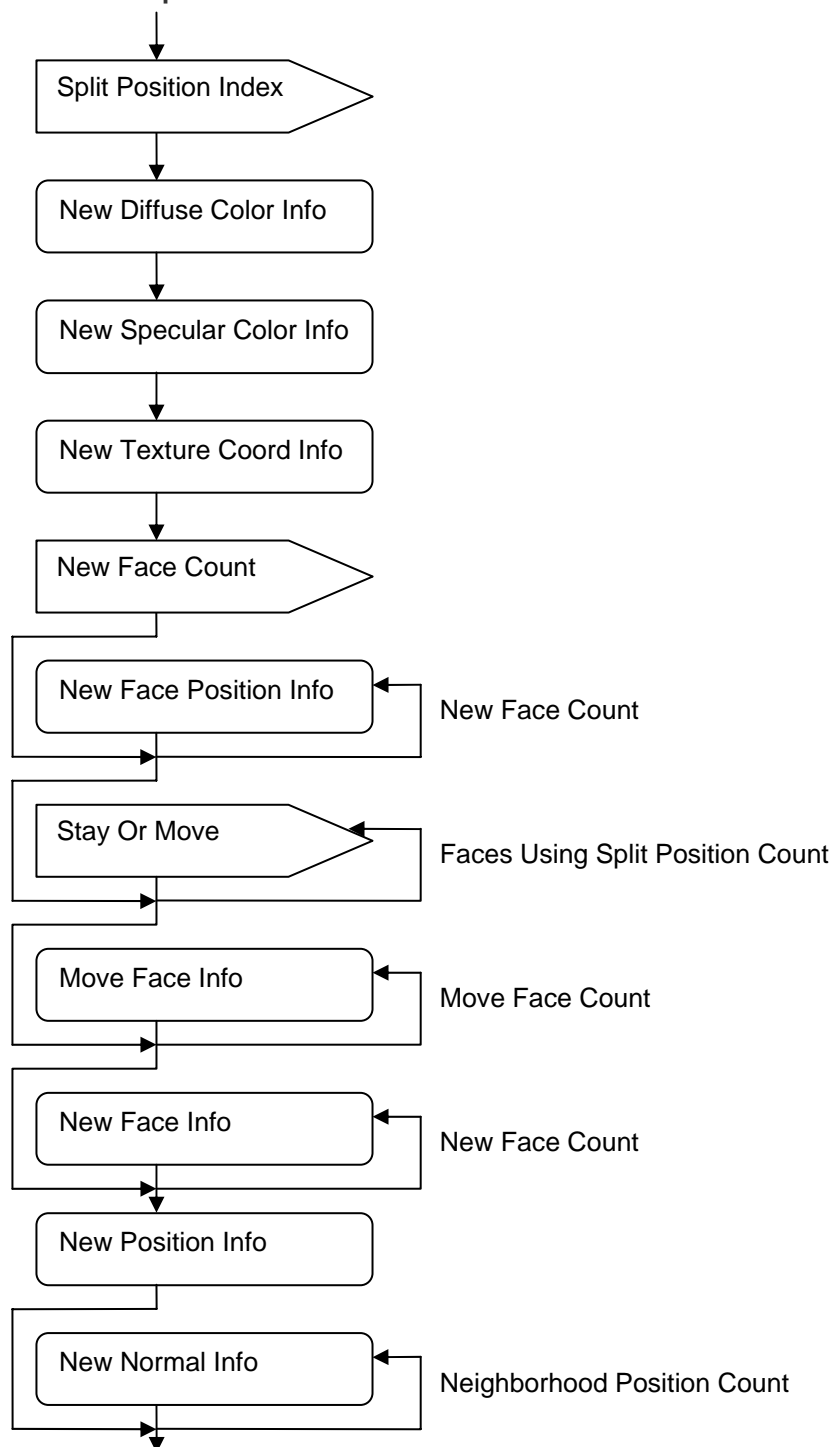 Split Position Index
New Diffuse Color Info
New Specular Color Info
New Texture Coord Info
New Face Count
New Face Position Info
New Face Count
Stay Or Move
Faces Using Split Position Count
Move Face Info
Move Face Count
New Face Info
New Face Count
New Position Info
New Normal Info
Neighborhood Position Count